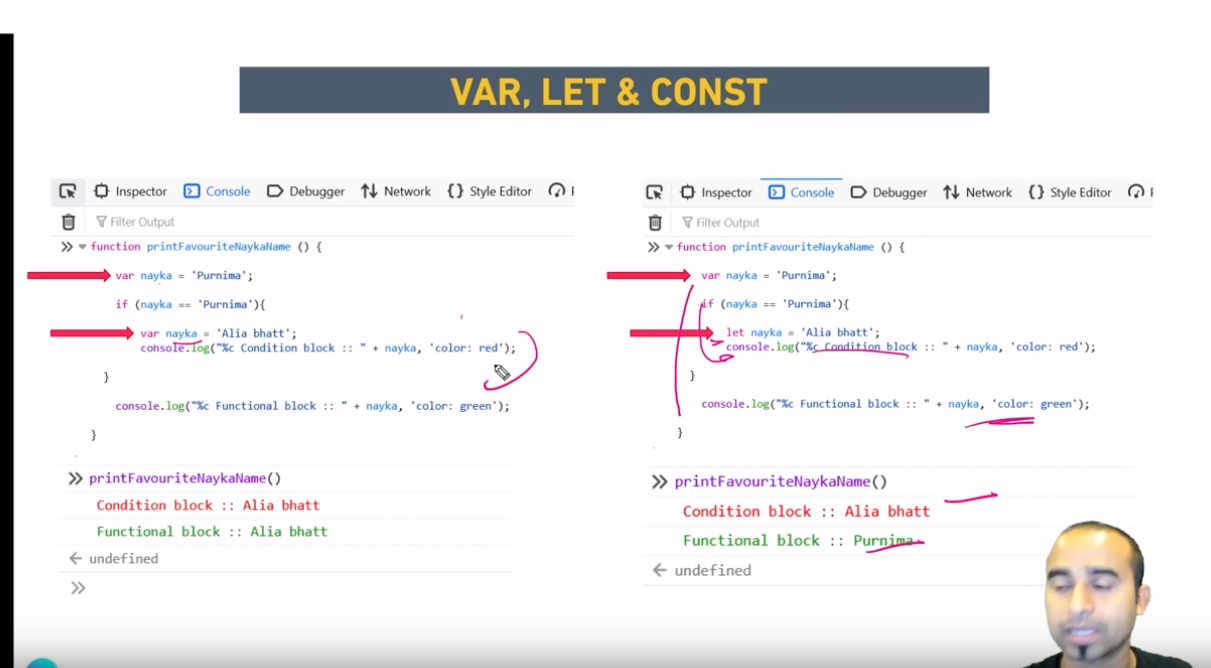 VAR, LET & CONST
Inspector Console Debugger Network {} Style Editor
Filter Output
function printFavouriteNaykaName () {
var nayka = 'Purnima';
if (nayka == 'Purnima'){
var nayka = 'Alia bhatt';
console.log("%c Condition block :: " + nayka, 'color: red');
}
console.log("%c Functional block :: " + nayka, 'color: green');
}
printFavouriteNaykaName()
Condition block :: Alia bhatt
Functional block :: Alia bhatt
undefined
Inspector Console Debugger Network {} Style Editor
Filter Output
function printFavouriteNaykaName () {
var nayka = 'Purnima';
if (nayka == 'Purnima'){
let nayka = 'Alia bhatt';
console.log("%c Condition block :: " + nayka, 'color: red');
}
console.log("%c Functional block :: " + nayka, 'color: green');
}
printFavouriteNaykaName()
Condition block :: Alia bhatt
Functional block :: Purnima
undefined